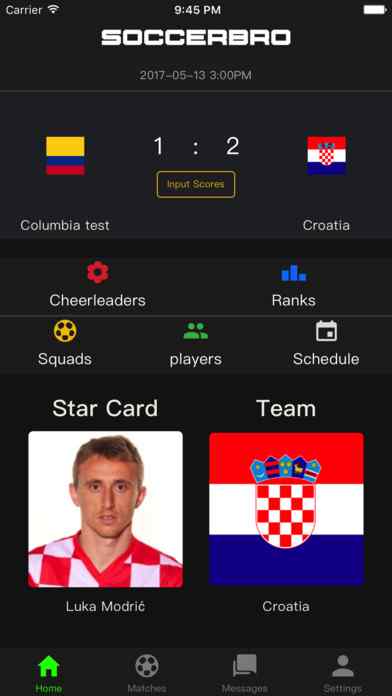 Carrier 9:45 PM
SOCCERBRO
2017-05-13 3:00PM
1 : 2
Input Scores
Columbia test Croatia
Cheerleaders Ranks
Squads players Schedule
Star Card Team
Luka Modrić Croatia
Home Matches Messages Settings